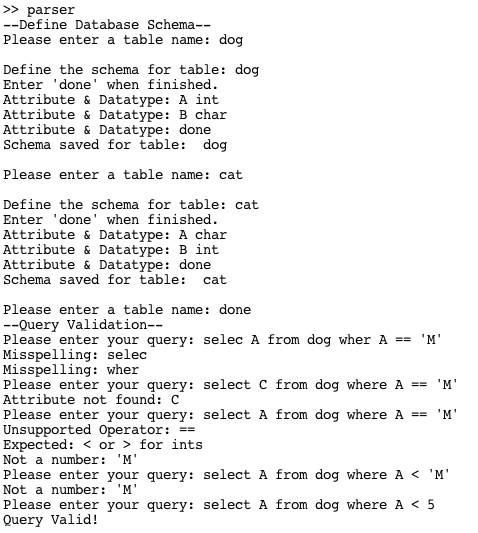 >> parser
--Define Database Schema--
Please enter a table name: dog
Define the schema for table: dog
Enter 'done' when finished.
Attribute & Datatype: A int
Attribute & Datatype: B char
Attribute & Datatype: done
Schema saved for table:  dog
Please enter a table name: cat
Define the schema for table: cat
Enter 'done' when finished.
Attribute & Datatype: A char
Attribute & Datatype: B int
Attribute & Datatype: done
Schema saved for table:  cat
Please enter a table name: done
--Query Validation--
Please enter your query: selec A from dog wher A == 'M'
Misspelling: selec
Misspelling: wher
Please enter your query: select C from dog where A == 'M'
Attribute not found: C
Please enter your query: select A from dog where A == 'M'
Unsupported Operator: ==
Expected: < or > for ints
Not a number: 'M'
Please enter your query: select A from dog where A < 'M'
Not a number: 'M'
Please enter your query: select A from dog where A < 5
Query Valid!